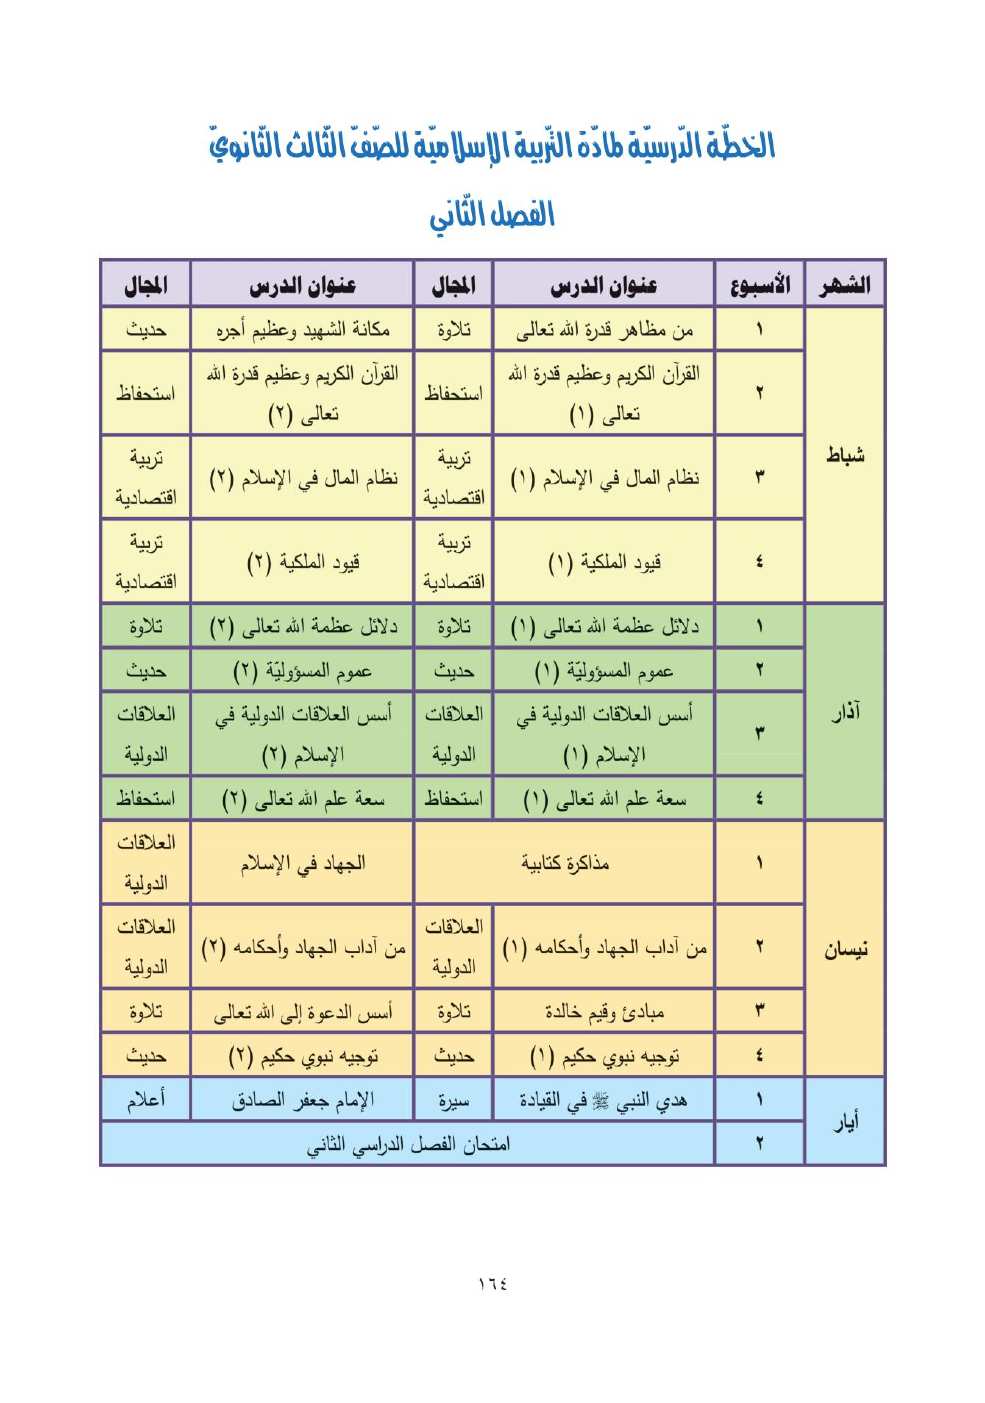 الخطّة الدّرسيّة لمادّة التّربية الإسلاميّة للصّفّ الثّالث الثّانويّ
الفصل الثّاني
الشهر الأسبوع عنوان الدرس المجال عنوان الدرس المجال
شباط
١ من مظاهر قدرة الله تعالى تلاوة مكانة الشهيد وعظيم أجره حديث
٢ القرآن الكريم وعظيم قدرة الله تعالى (١) استحفاظ القرآن الكريم وعظيم قدرة الله تعالى (٢) استحفاظ
٣ نظام المال في الإسلام (١) تربية اقتصادية نظام المال في الإسلام (٢) تربية اقتصادية
٤ قيود الملكية (١) تربية اقتصادية قيود الملكية (٢) تربية اقتصادية
آذار
١ دلائل عظمة الله تعالى (١) تلاوة دلائل عظمة الله تعالى (٢) تلاوة
٢ عموم المسؤوليّة (١) حديث عموم المسؤوليّة (٢) حديث
٣ أسس العلاقات الدولية في الإسلام (١) العلاقات الدولية أسس العلاقات الدولية في الإسلام (٢) العلاقات الدولية
٤ سعة علم الله تعالى (١) استحفاظ سعة علم الله تعالى (٢) استحفاظ
نيسان
١ مذاكرة كتابية الجهاد في الإسلام العلاقات الدولية
٢ من آداب الجهاد وأحكامه (١) العلاقات الدولية من آداب الجهاد وأحكامه (٢) العلاقات الدولية
٣ مبادئ وقيم خالدة تلاوة أسس الدعوة إلى الله تعالى تلاوة
٤ توجيه نبوي حكيم (١) حديث توجيه نبوي حكيم (٢) حديث
أيار
١ هدي النبي ﷺ في القيادة سيرة الإمام جعفر الصادق أعلام
٢ امتحان الفصل الدراسي الثاني
١٦٤